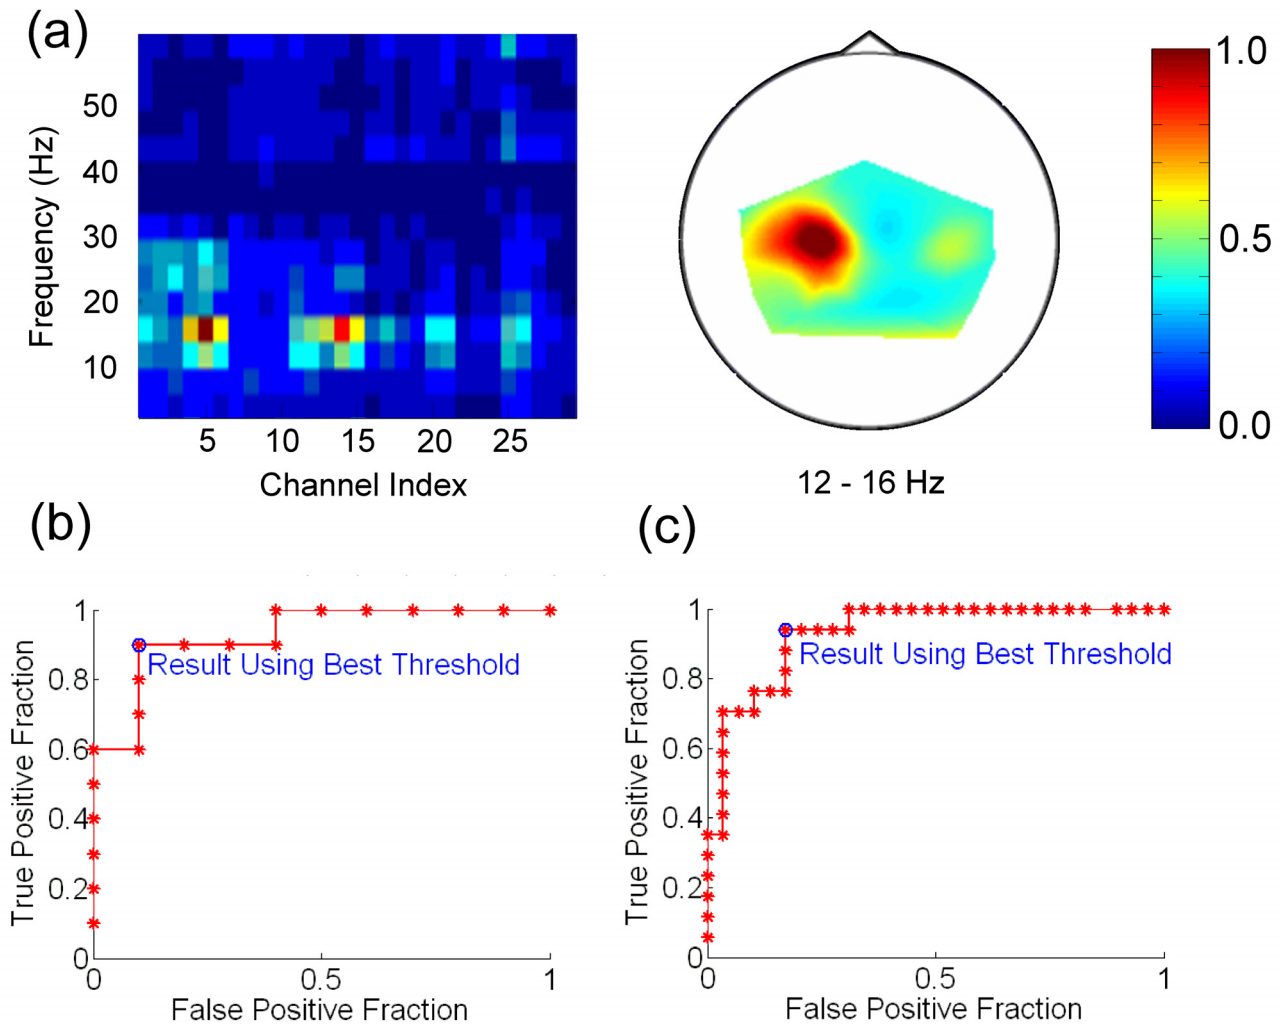 (a)
Frequency (Hz)
50
40
30
20
10
5 10 15 20 25
Channel Index
12 - 16 Hz
1.0
0.5
0.0
(b)
True Positive Fraction
1
0.8
0.6
0.4
0.2
0
0 0.5 1
False Positive Fraction
Result Using Best Threshold
(c)
True Positive Fraction
1
0.8
0.6
0.4
0.2
0
0 0.5 1
False Positive Fraction
Result Using Best Threshold